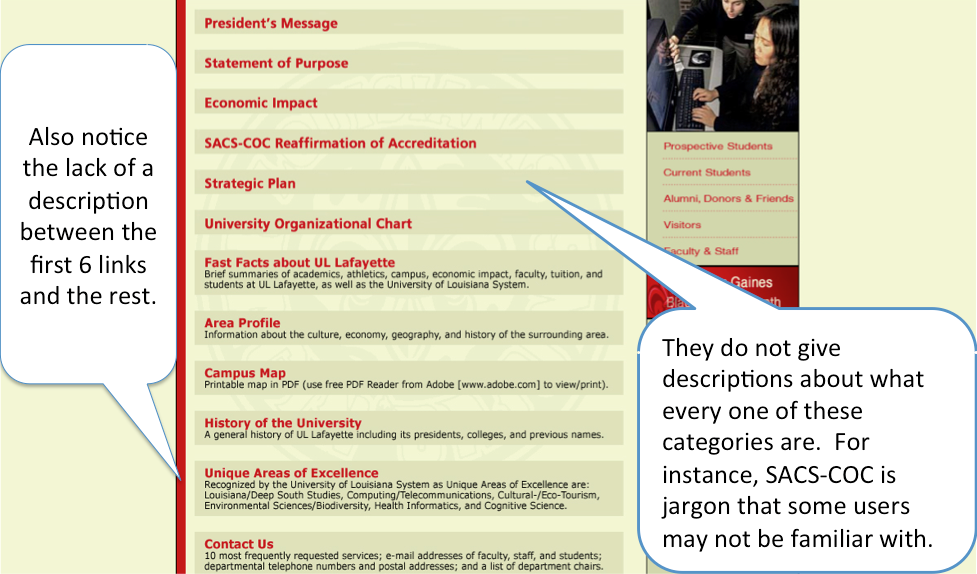 President's Message
Statement of Purpose
Economic Impact
SACS-COC Reaffirmation of Accreditation
Strategic Plan
University Organizational Chart
Fast Facts about UL Lafayette
Brief summaries of academics, athletics, campus, economic impact, faculty, tuition, and
students at UL Lafayette, as well as the University of Louisiana System.
Area Profile
Information about the culture, economy, geography, and history of the surrounding area.
Campus Map
Printable map in PDF (use free PDF Reader from Adobe [www.adobe.com] to view/print).
History of the University
A general history of UL Lafayette including its presidents, colleges, and previous names.
Unique Areas of Excellence
Recognized by the University of Louisiana System as Unique Areas of Excellence are:
Louisiana/Deep South Studies, Computing/Telecommunications, Cultural-/Eco-Tourism,
Environmental Sciences/Biodiversity, Health Informatics, and Cognitive Science.
Contact Us
10 most frequently requested services; e-mail addresses of faculty, staff, and students;
departmental telephone numbers and postal addresses; and a list of department chairs.
Also notice
the lack of a
description
between the
first 6 links
and the rest.
Prospective Students
Current Students
Alumni, Donors & Friends
Visitors
Faculty & Staff
Gaines
They do not give
descriptions about what
every one of these
categories are. For
instance, SACS-COC is
jargon that some users
may not be familiar with.